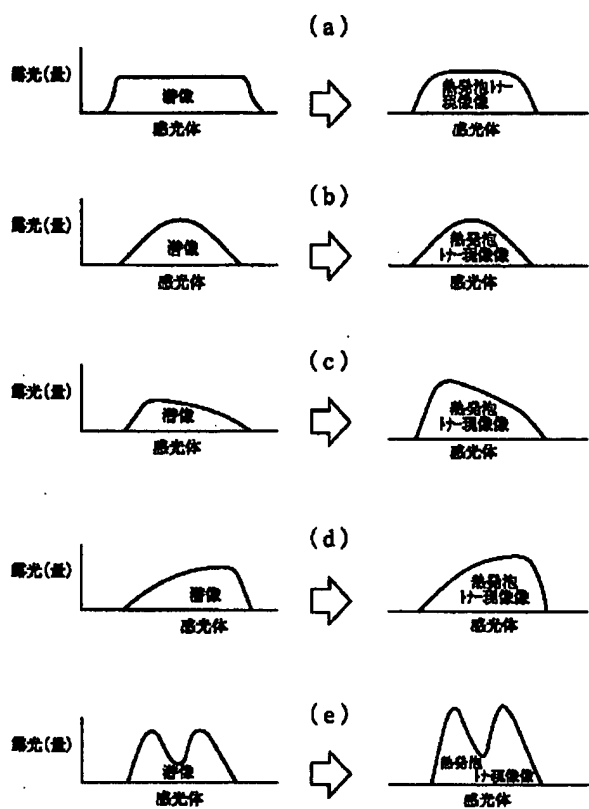 (a)
露光(量)
潜像
感光体
熱発泡トナー
現像像
感光体
(b)
露光(量)
潜像
感光体
熱発泡
トナー現像像
感光体
(c)
露光(量)
潜像
感光体
熱発泡
トナー現像像
感光体
(d)
露光(量)
潜像
感光体
熱発泡
トナー現像像
感光体
(e)
露光(量)
潜像
感光体
熱発泡
トナー現像像
感光体